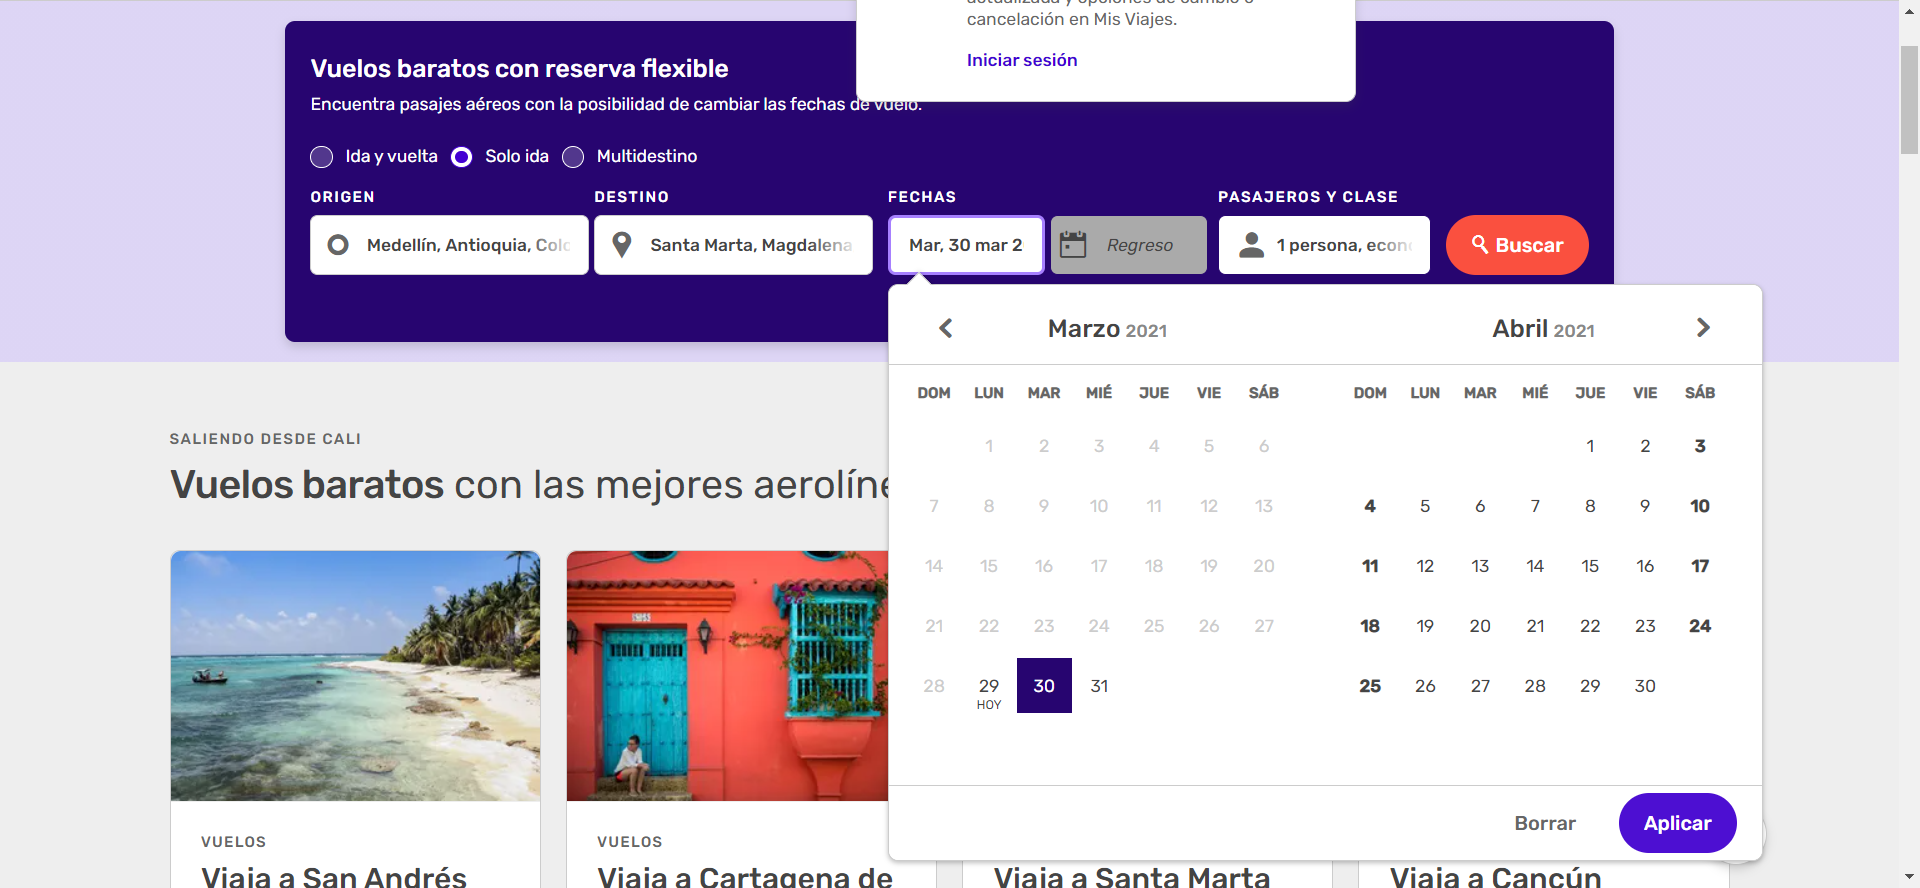 cancelación en Mis Viajes.
Iniciar sesión
Vuelos baratos con reserva flexible
Encuentra pasajes aéreos con la posibilidad de cambiar las fechas de vuelo.
Ida y vuelta Solo ida Multidestino
ORIGEN DESTINO FECHAS PASAJEROS Y CLASE
Medellín, Antioquia, Colo Santa Marta, Magdalena Mar, 30 mar 2 Regreso 1 persona, econ Buscar
Marzo 2021 Abril 2021
DOM LUN MAR MIÉ JUE VIE SÁB DOM LUN MAR MIÉ JUE VIE SÁB
1 2 3 4 5 6 1 2 3
7 8 9 10 11 12 13 4 5 6 7 8 9 10
14 15 16 17 18 19 20 11 12 13 14 15 16 17
21 22 23 24 25 26 27 18 19 20 21 22 23 24
28 29 30 31 25 26 27 28 29 30
HOY
Borrar Aplicar
SALIENDO DESDE CALI
Vuelos baratos con las mejores aerolíne
VUELOS
Viaja a San Andrés
VUELOS
Viaja a Cartagena de
Viaja a Santa Marta
Viaja a Cancún